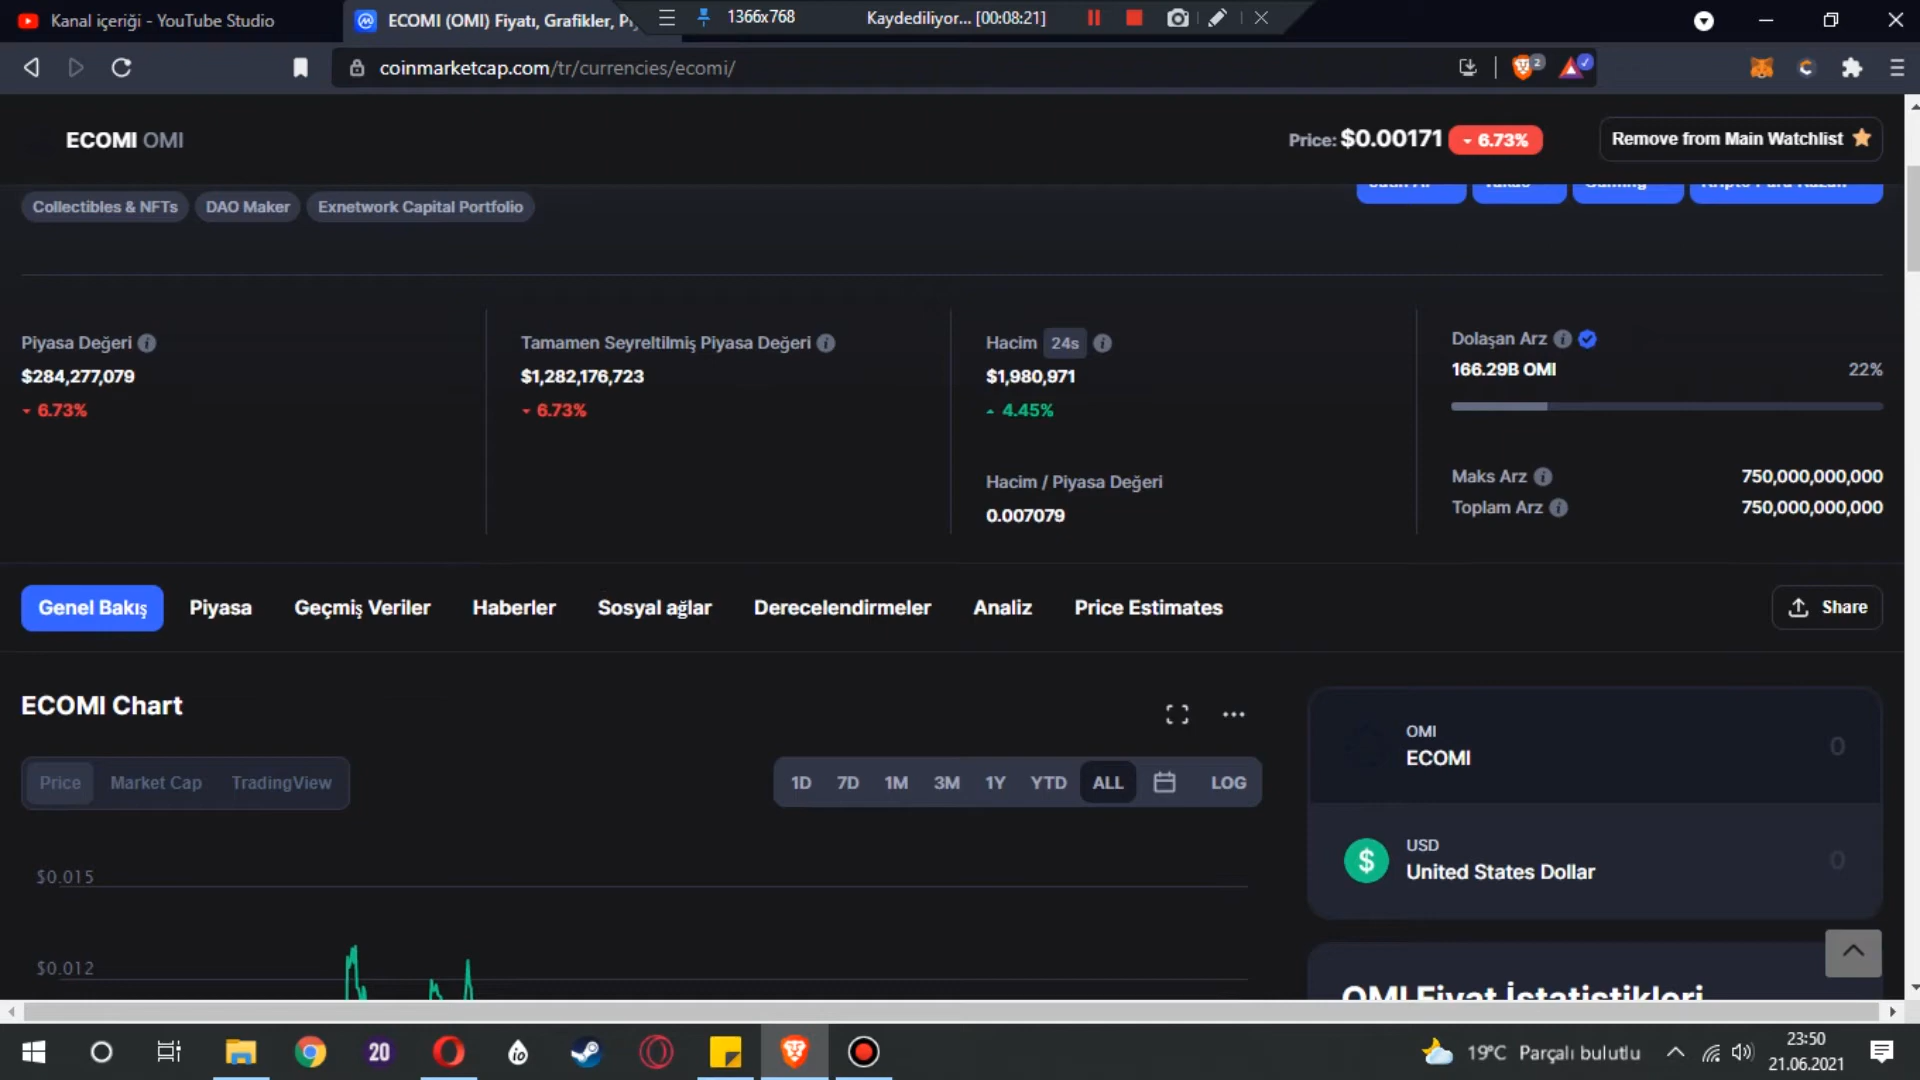 Kanal içeriği - YouTube Studio
ECOMI (OMI) Fiyatı, Grafikler, Pi
1366x768
Kaydediliyor... [00:08:21]
coinmarketcap.com/tr/currencies/ecomi/
2
ECOMI OMI
Price: $0.00171
6.73%
Remove from Main Watchlist
Collectibles & NFTs
DAO Maker
Exnetwork Capital Portfolio
Piyasa Değeri
$284,277,079
6.73%
Tamamen Seyreltilmiş Piyasa Değeri
$1,282,176,723
6.73%
Hacim 24s
$1,980,971
4.45%
Hacim / Piyasa Değeri
0.007079
Dolaşan Arz
166.29B OMI
22%
Maks Arz
750,000,000,000
Toplam Arz
750,000,000,000
Genel Bakış
Piyasa
Geçmiş Veriler
Haberler
Sosyal ağlar
Derecelendirmeler
Analiz
Price Estimates
Share
ECOMI Chart
Price
Market Cap
TradingView
1D
7D
1M
3M
1Y
YTD
ALL
LOG
$0.015
$0.012
OMI
ECOMI
0
$
USD
United States Dollar
0
OMI Fiyat İstatistikleri
20
io
19°C Parçalı bulutlu
23:50
21.06.2021